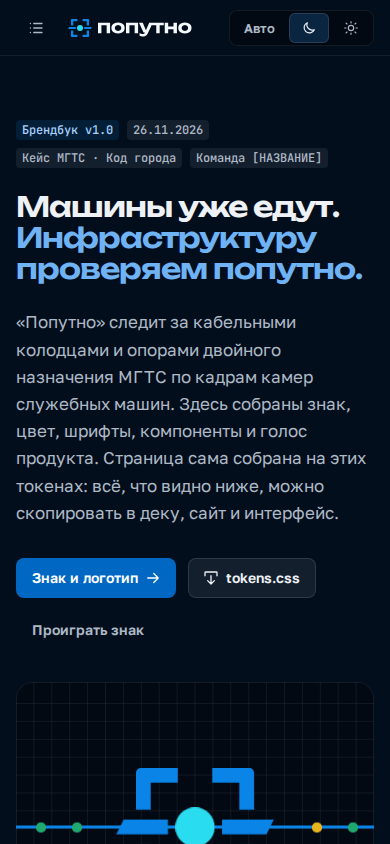 ПОПУТНО
Авто
Брендбук v1.0
26.11.2026
Кейс МГТС · Код города
Команда [НАЗВАНИЕ]
Машины уже едут.
Инфраструктуру
проверяем попутно.
«Попутно» следит за кабельными
колодцами и опорами двойного
назначения МГТС по кадрам камер
служебных машин. Здесь собраны знак,
цвет, шрифты, компоненты и голос
продукта. Страница сама собрана на этих
токенах: всё, что видно ниже, можно
скопировать в деку, сайт и интерфейс.
Знак и логотип
tokens.css
Проиграть знак